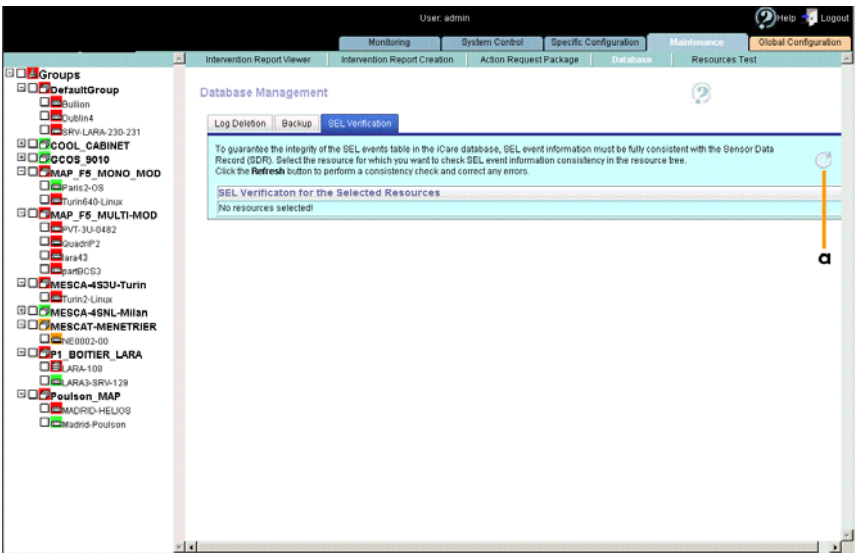 User: admin
Help
Logout
Monitoring
System Control
Specific Configuration
Maintenance
Global Configuration
Intervention Report Viewer
Intervention Report Creation
Action Request Package
Database
Resources Test
Groups
DefaultGroup
Bullion
Dublin4
SRV-LARA-230-231
COOL_CABINET
GCOS_9010
MAP_F5_MONO_MOD
Paris2-OS
Turin640-Linux
MAP_F5_MULTI-MOD
PVT-3U-0482
QuadriP2
lara43
partBCS3
MESCA-4S3U-Turin
Turin2-Linux
MESCA-4SNL-Milan
MESCAT-MENETRIER
NE0002-00
P1_BOITIER_LARA
LARA-108
LARA3-SRV-129
Poulson_MAP
MADRID-HELIOS
Madrid-Poulson
Database Management
Log Deletion
Backup
SEL Verification
To guarantee the integrity of the SEL events table in the iCare database, SEL event information must be fully consistent with the Sensor Data
Record (SDR). Select the resource for which you want to check SEL event information consistency in the resource tree.
Click the Refresh button to perform a consistency check and correct any errors.
SEL Verificaton for the Selected Resources
No resources selected!
a